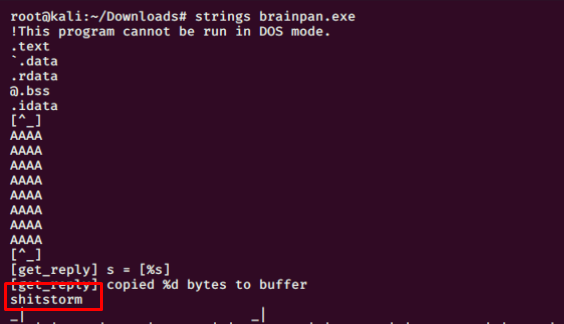 root@kali:~/Downloads# strings brainpan.exe
!This program cannot be run in DOS mode.
.text
`.data
.rdata
@.bss
.idata
[^_]
AAAA
AAAA
AAAA
AAAA
AAAA
AAAA
AAAA
AAAA
[^_]
[get_reply] s = [%s]
[get_reply] copied %d bytes to buffer
shitstorm
_| _|